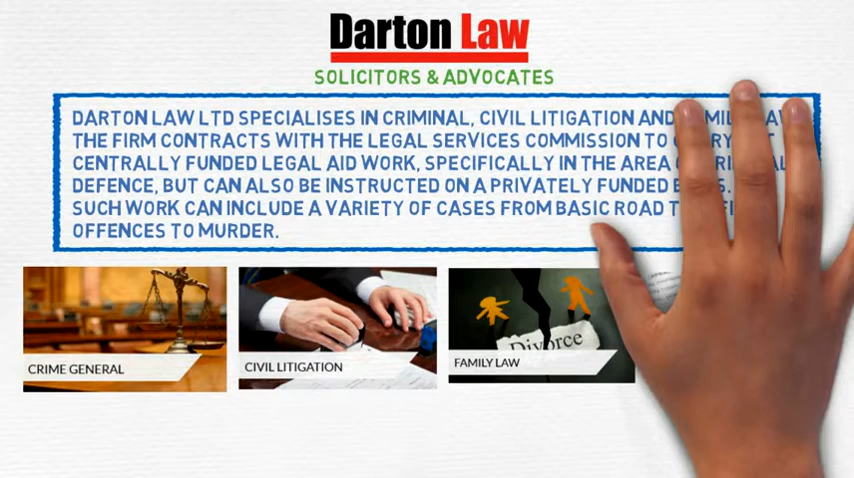 Darton Law
SOLICITORS & ADVOCATES
DARTON LAW LTD SPECIALISES IN CRIMINAL, CIVIL LITIGATION AND
THE FIRM CONTRACTS WITH THE LEGAL SERVICES COMMISSION TO
CENTRALLY FUNDED LEGAL AID WORK, SPECIFICALLY IN THE AREA
DEFENCE, BUT CAN ALSO BE INSTRUCTED ON A PRIVATELY FUNDED
SUCH WORK CAN INCLUDE A VARIETY OF CASES FROM BASIC ROAD
OFFENCES TO MURDER.
CRIME GENERAL
CIVIL LITIGATION
FAMILY LAW
Divorce